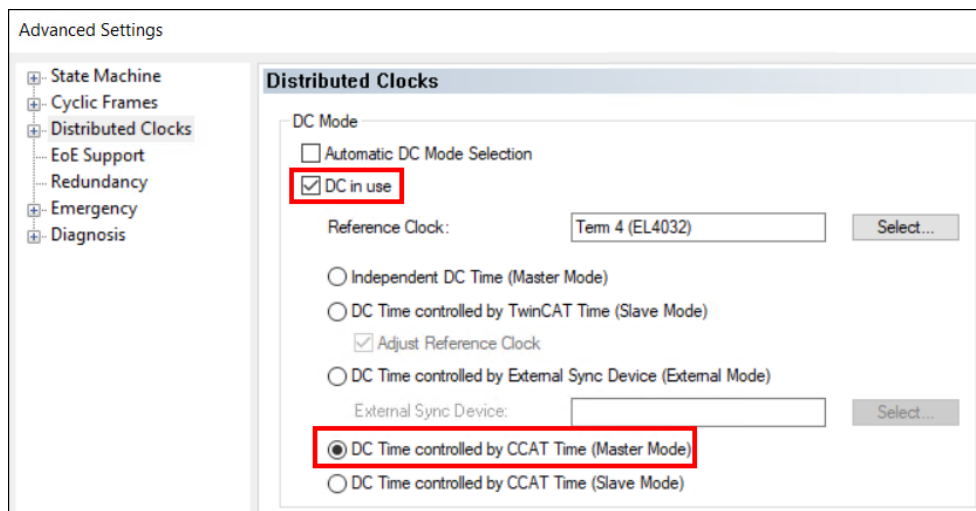 Advanced Settings
State Machine
Cyclic Frames
Distributed Clocks
EoE Support
Redundancy
Emergency
Diagnosis
Distributed Clocks
DC Mode
Automatic DC Mode Selection
DC in use
Reference Clock: Term 4 (EL4032) Select...
Independent DC Time (Master Mode)
DC Time controlled by TwinCAT Time (Slave Mode)
Adjust Reference Clock
DC Time controlled by External Sync Device (External Mode)
External Sync Device: Select...
DC Time controlled by CCAT Time (Master Mode)
DC Time controlled by CCAT Time (Slave Mode)